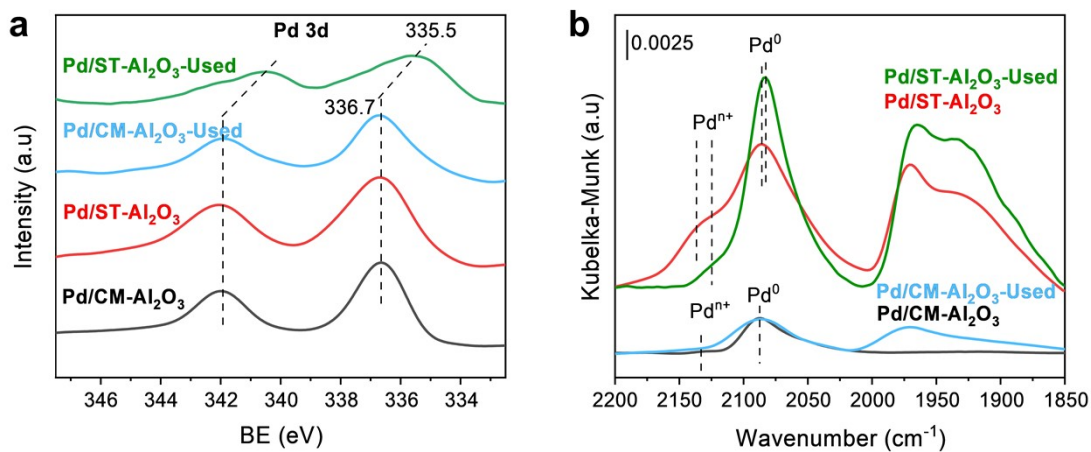 a
Pd 3d
335.5
Pd/ST-Al₂O₃-Used
336.7
Pd/CM-Al₂O₃-Used
Pd/ST-Al₂O₃
Pd/CM-Al₂O₃
Intensity (a.u)
346 344 342 340 338 336 334
BE (eV)
b
0.0025
Pd⁰
Pd/ST-Al₂O₃-Used
Pd/ST-Al₂O₃
Pdⁿ⁺
Pd/CM-Al₂O₃-Used
Pd/CM-Al₂O₃
Pdⁿ⁺
Pd⁰
Kubelka-Munk (a.u)
2200 2150 2100 2050 2000 1950 1900 1850
Wavenumber (cm⁻¹)